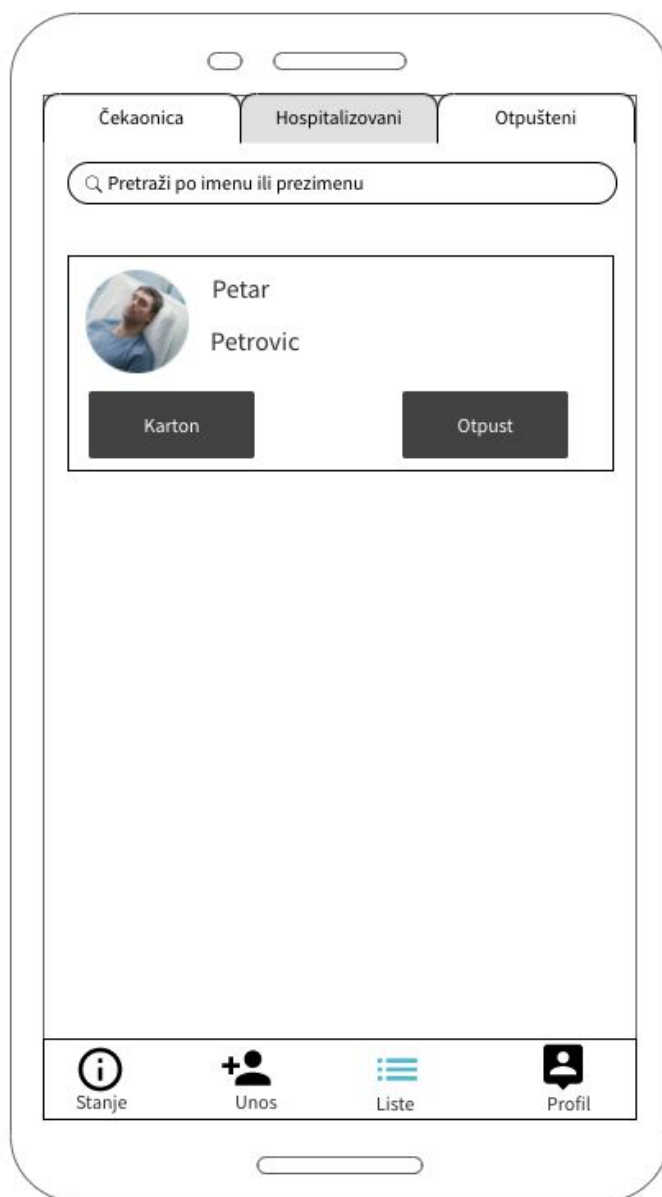 Čekaonica
Hospitalizovani
Otpušteni
Pretraži po imenu ili prezimenu
Petar
Petrovic
Karton
Otpust
Stanje
Unos
Liste
Profil